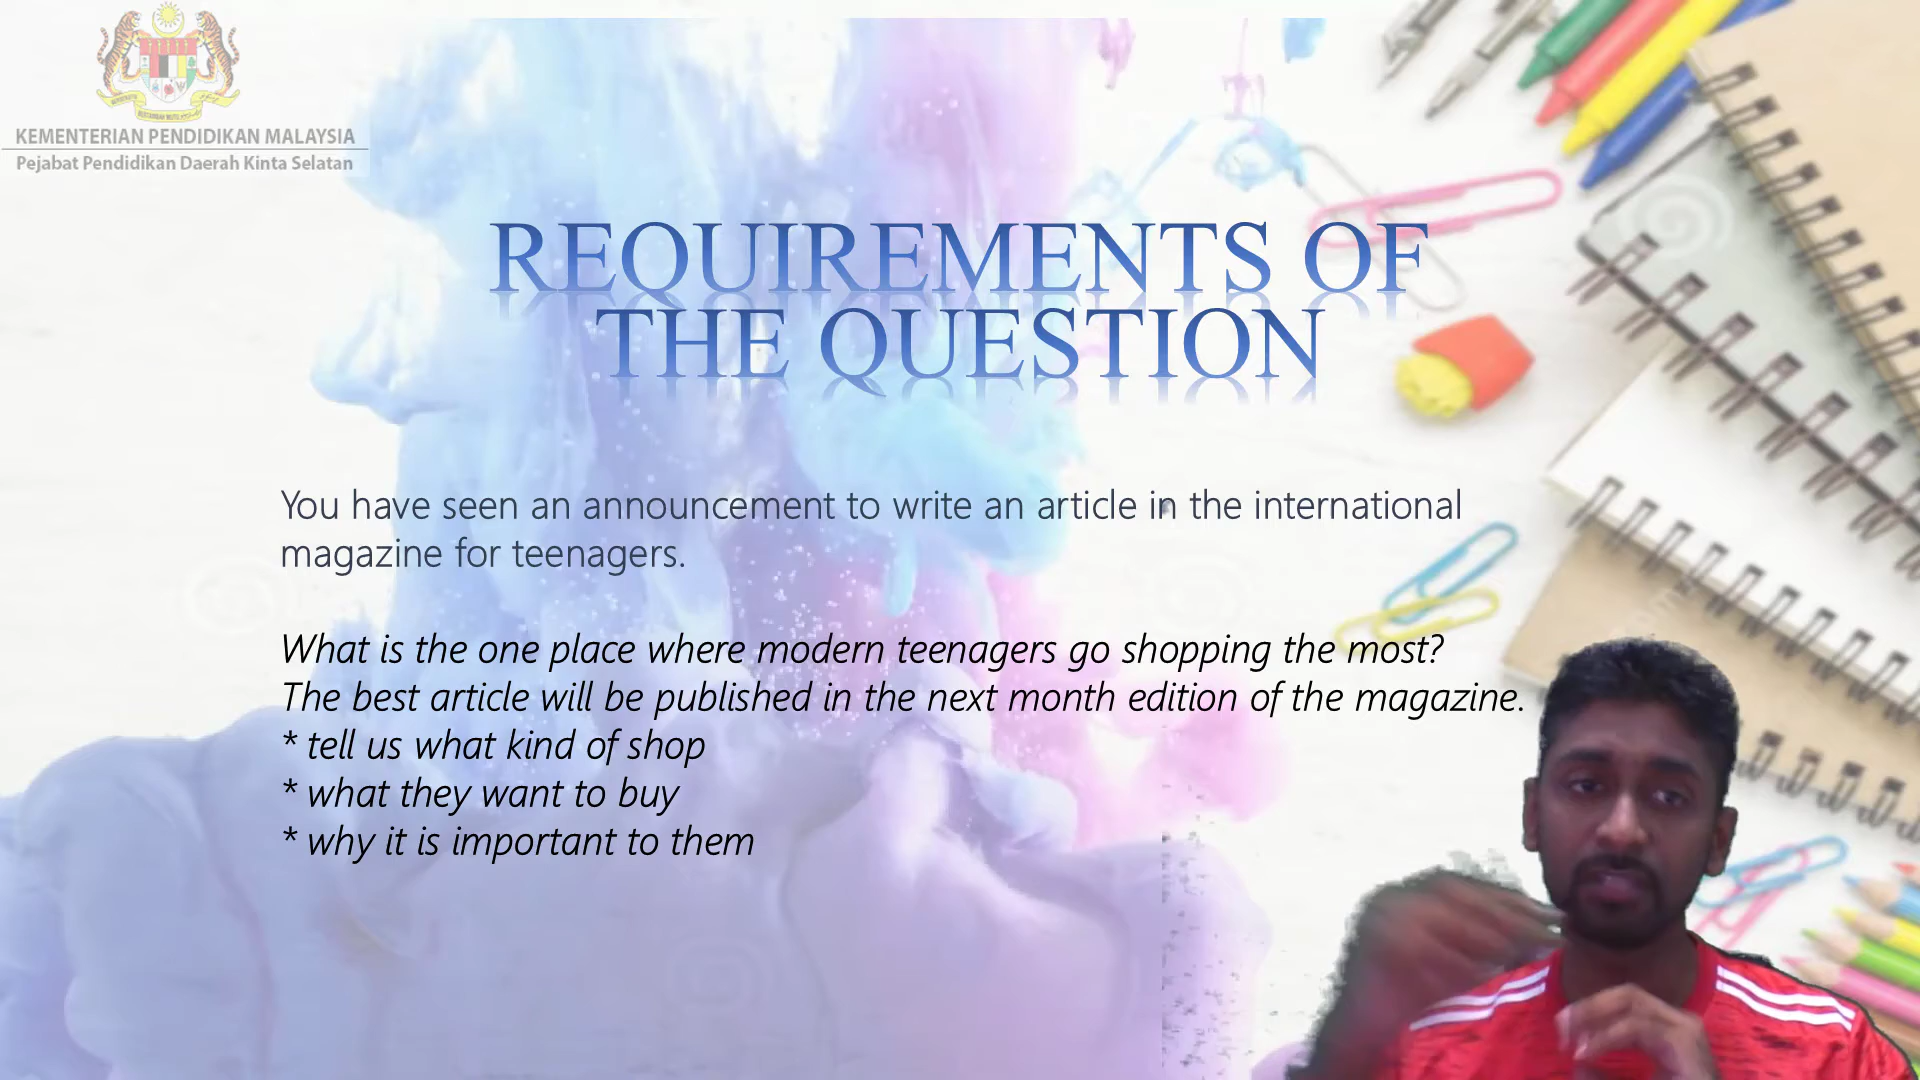 KEMENTERIAN PENDIDIKAN MALAYSIA
Pejabat Pendidikan Daerah Kinta Selatan
REQUIREMENTS OF
THE QUESTION
You have seen an announcement to write an article in the international
magazine for teenagers.
What is the one place where modern teenagers go shopping the most?
The best article will be published in the next month edition of the magazine.
* tell us what kind of shop
* what they want to buy
* why it is important to them